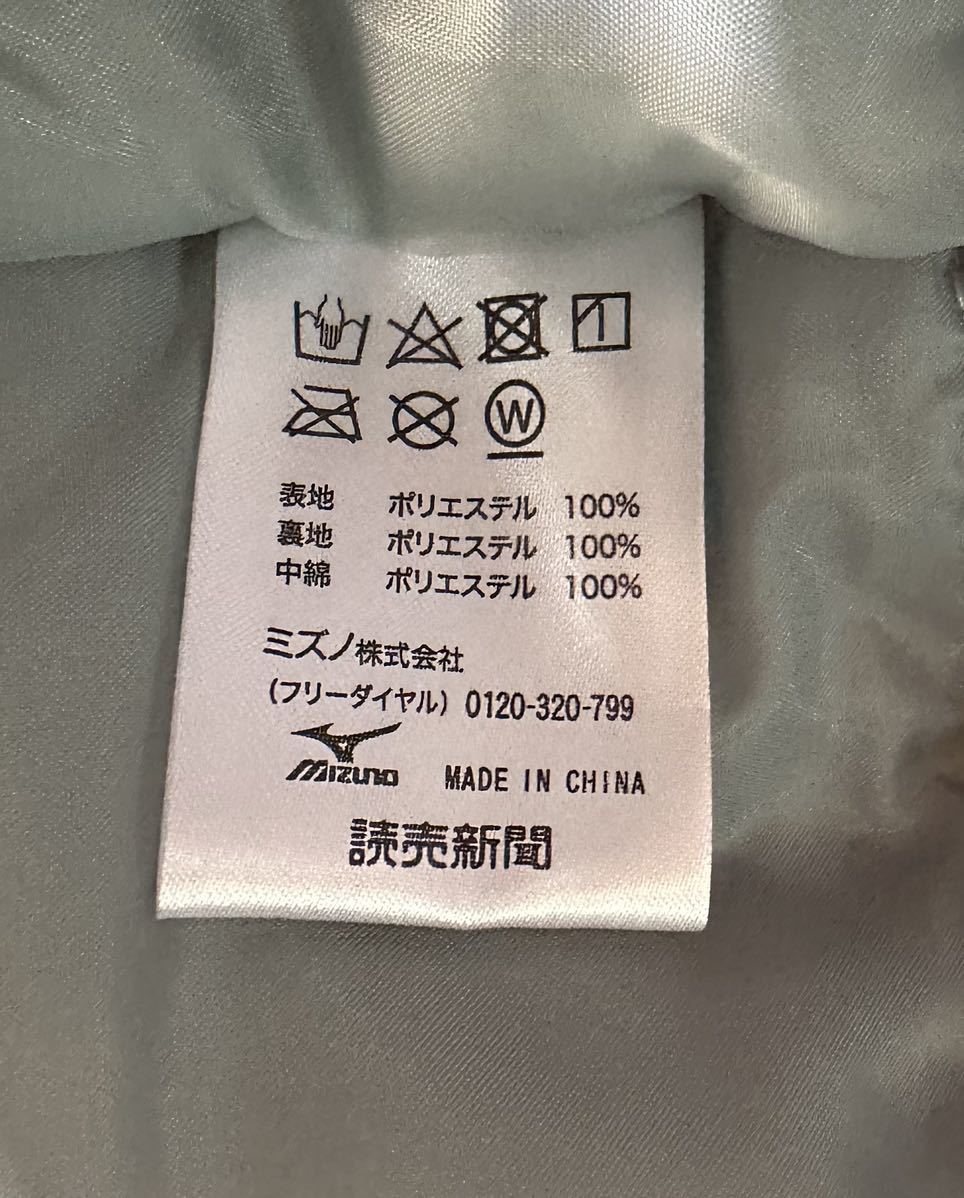 W
表地 ポリエステル 100%
裏地 ポリエステル 100%
中綿 ポリエステル 100%
ミズノ株式会社
(フリーダイヤル) 0120-320-799
MIZUNO MADE IN CHINA
読売新聞